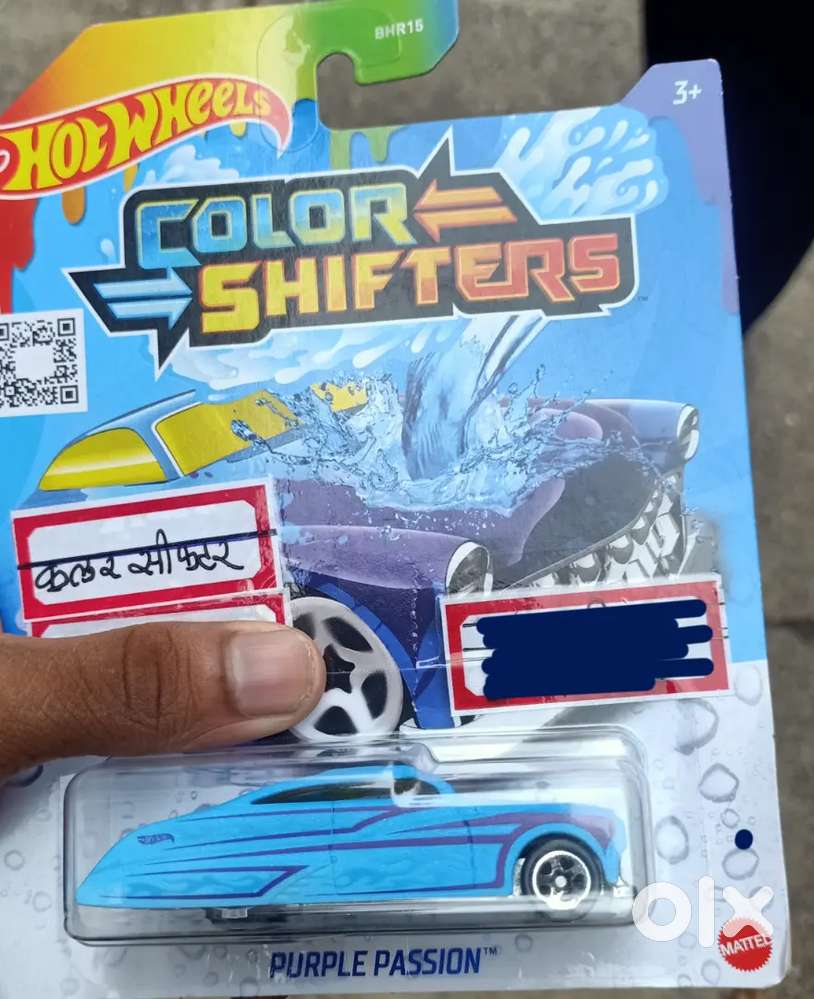 BHR15
3+
HOT WHEELS
COLOR
SHIFTERS
कलर सीफ्टर
PURPLE PASSION™
olx
MATTEL